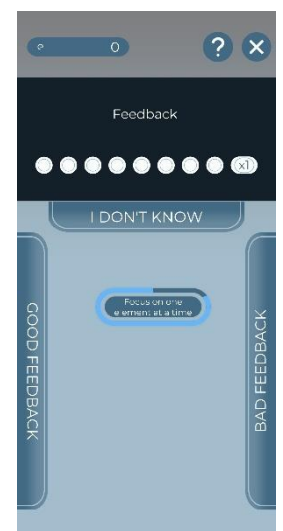 0
?
Feedback
x1
I DON'T KNOW
GOOD FEEDBACK
Focus on one
element at a time
BAD FEEDBACK